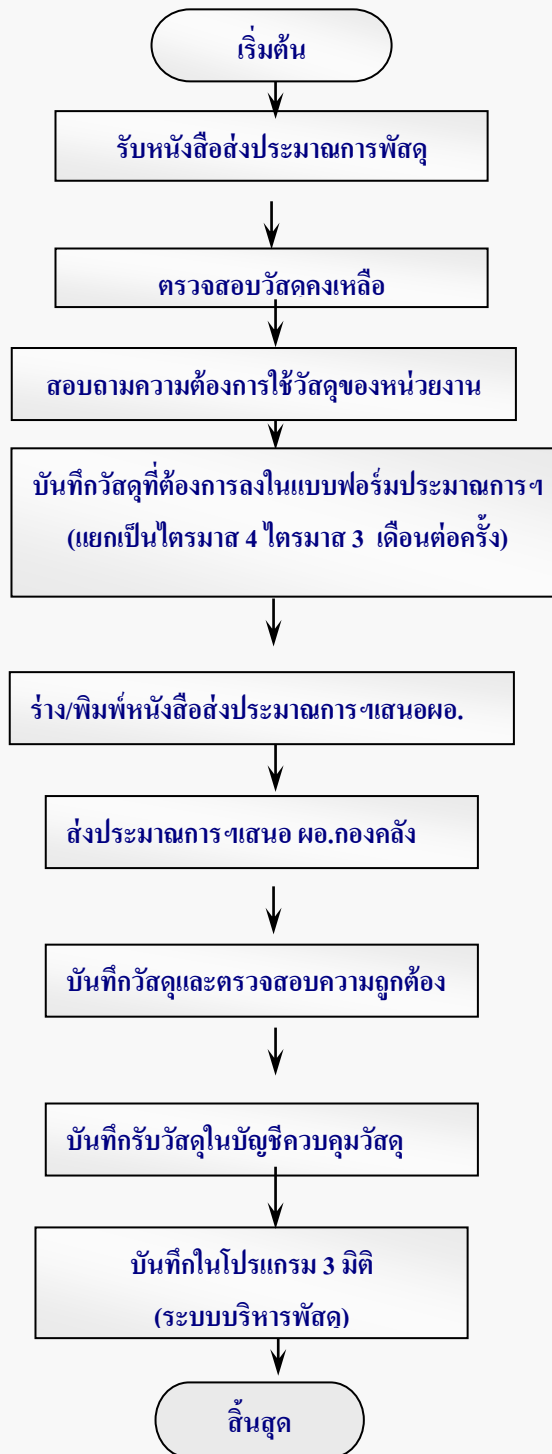 เริ่มต้น
รับหนังสือส่งประมาณการพัสดุ
ตรวจสอบวัสดุคงเหลือ
สอบถามความต้องการใช้วัสดุของหน่วยงาน
บันทึกวัสดุที่ต้องการลงในแบบฟอร์มประมาณการฯ
(แยกเป็นไตรมาส 4 ไตรมาส 3 เดือนต่อครั้ง)
ร่าง/พิมพ์หนังสือส่งประมาณการฯเสนอผอ.
ส่งประมาณการฯเสนอ ผอ.กองคลัง
บันทึกวัสดุและตรวจสอบความถูกต้อง
บันทึกรับวัสดุในบัญชีควบคุมวัสดุ
บันทึกในโปรแกรม 3 มิติ
(ระบบบริหารพัสดุ)
สิ้นสุด